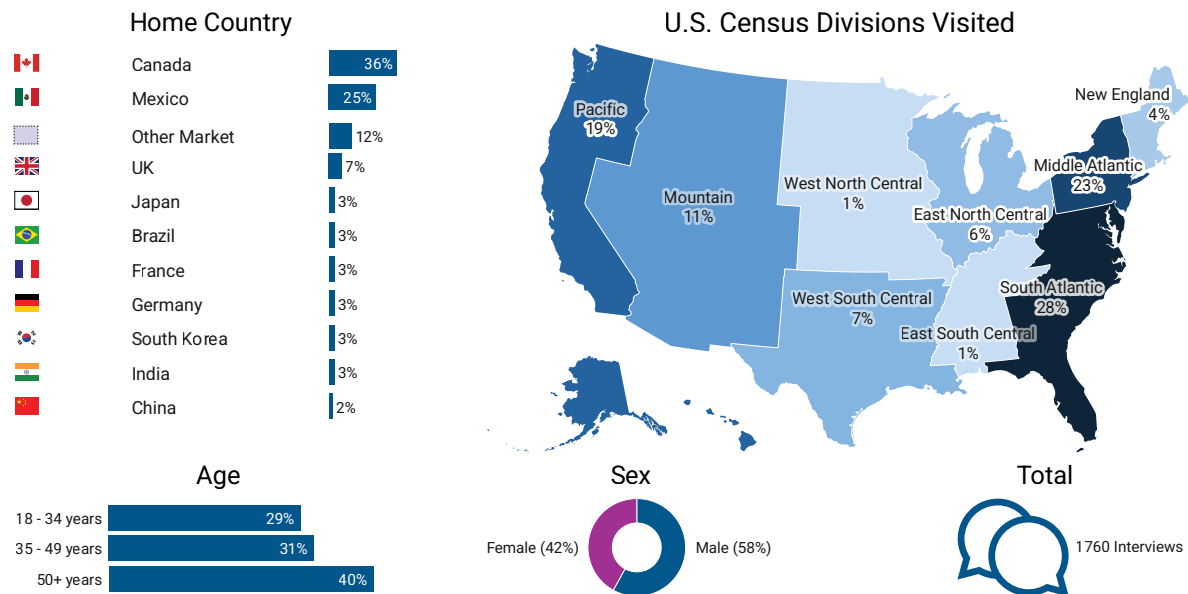 Home Country
Canada 36%
Mexico 25%
Other Market 12%
UK 7%
Japan 3%
Brazil 3%
France 3%
Germany 3%
South Korea 3%
India 3%
China 2%
U.S. Census Divisions Visited
Pacific
19%
Mountain
11%
West North Central
1%
East North Central
6%
New England
4%
Middle Atlantic
23%
West South Central
7%
East South Central
1%
South Atlantic
28%
Age
18 - 34 years 29%
35 - 49 years 31%
50+ years 40%
Sex
Female (42%)
Male (58%)
Total
1760 Interviews